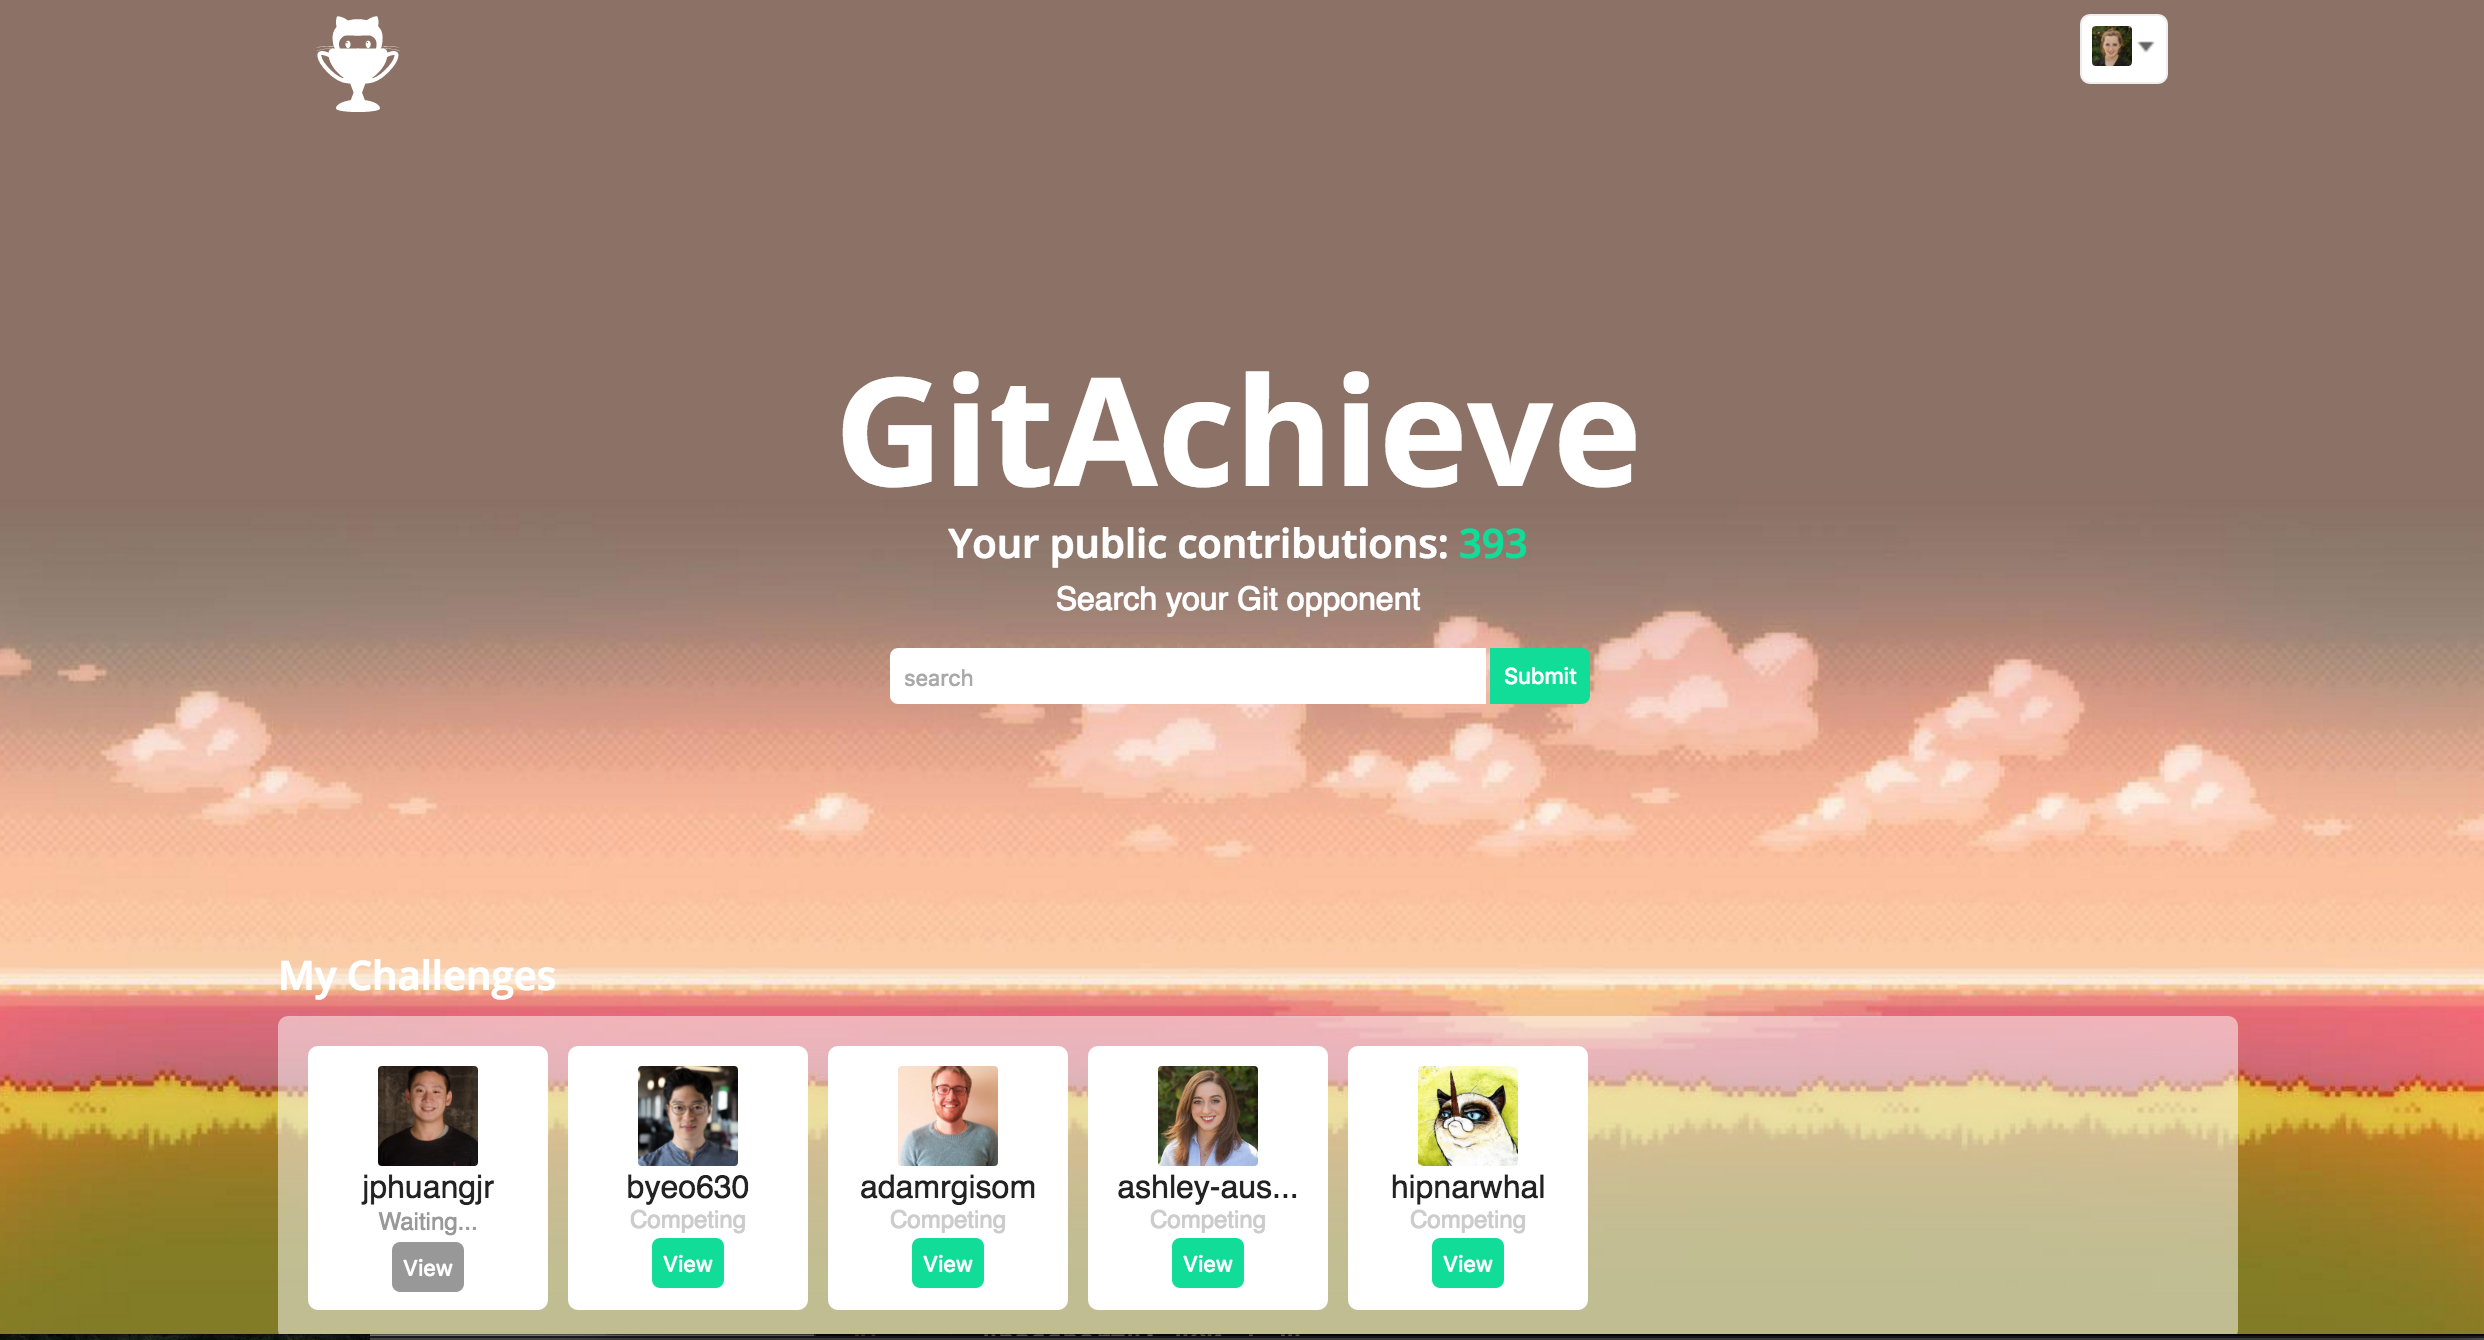 GitAchieve
Your public contributions: 393
Search your Git opponent
search
Submit
My Challenges
jphuangjr
Waiting...
View
byeo630
Competing
View
adamrgisom
Competing
View
ashley-aus...
Competing
View
hipnarwhal
Competing
View